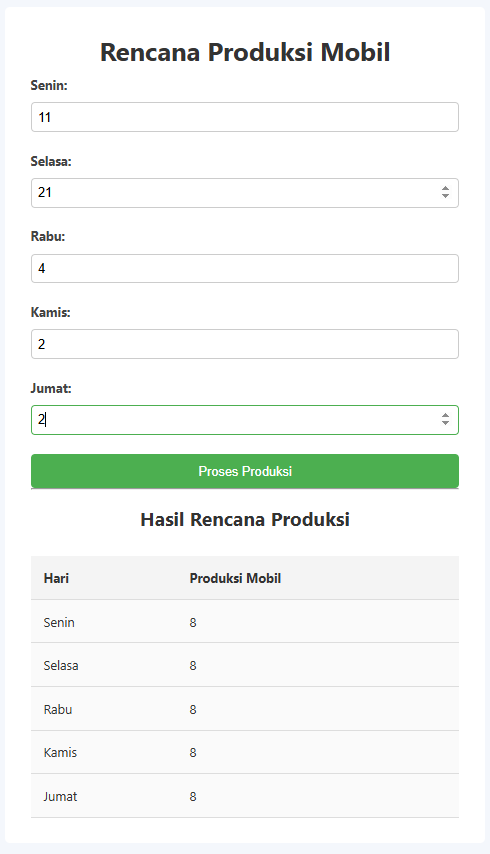 Rencana Produksi Mobil
Senin:
11
Selasa:
21
Rabu:
4
Kamis:
2
Jumat:
2
Proses Produksi
Hasil Rencana Produksi
Hari Produksi Mobil
Senin 8
Selasa 8
Rabu 8
Kamis 8
Jumat 8